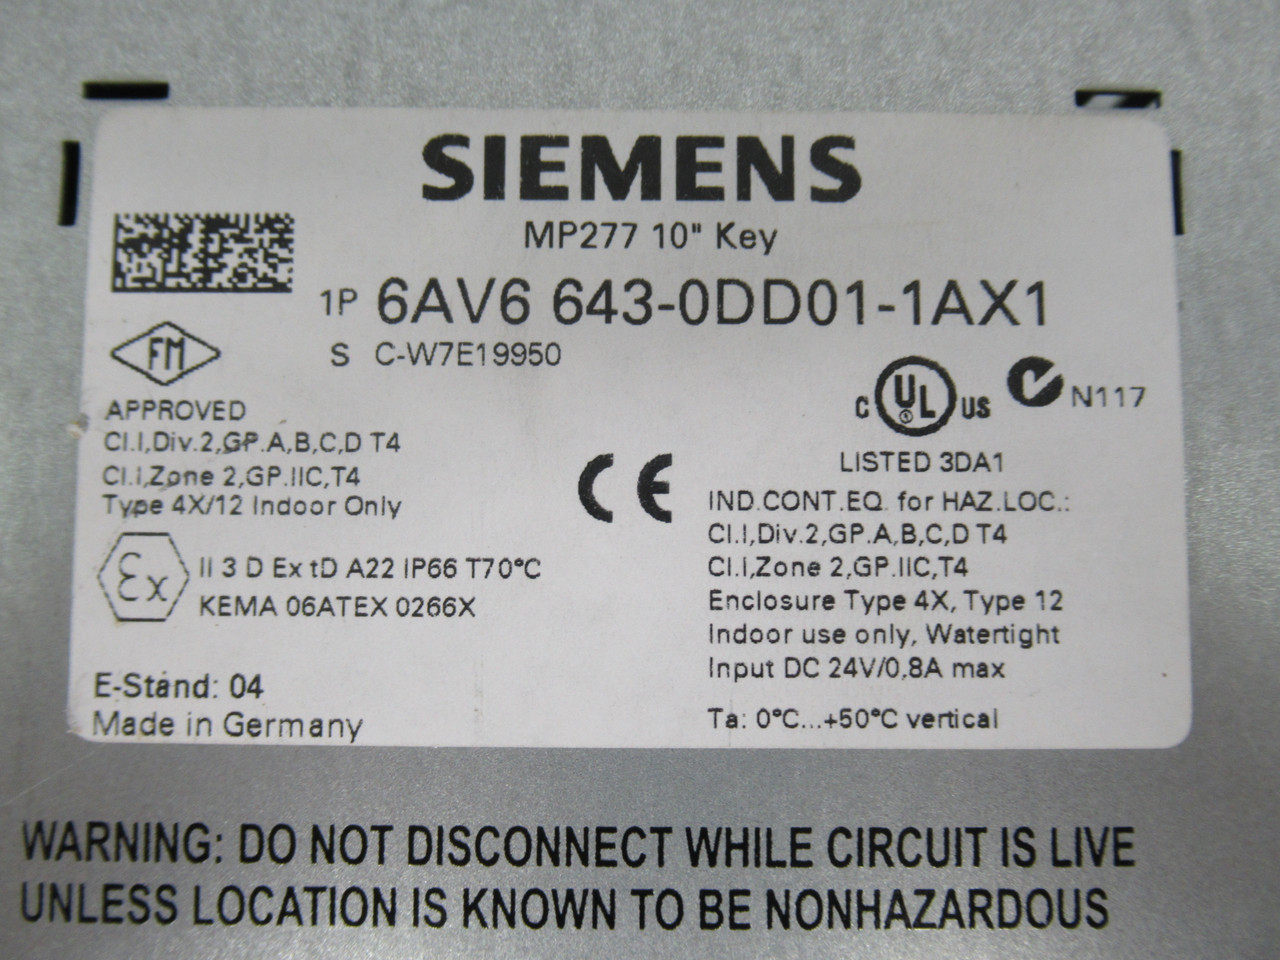 SIEMENS
MP277 10" Key
1P 6AV6 643-0DD01-1AX1
S C-W7E19950
FM
APPROVED
Cl.I,Div.2,GP.A,B,C,D T4
Cl.I,Zone 2,GP.IIC,T4
Type 4X/12 Indoor Only
Ex II 3 D Ex tD A22 IP66 T70°C
KEMA 06ATEX 0266X
E-Stand: 04
Made in Germany
CE
C UL US N117
LISTED 3DA1
IND.CONT.EQ. for HAZ.LOC.:
Cl.I,Div.2,GP.A,B,C,D T4
Cl.I,Zone 2,GP.IIC,T4
Enclosure Type 4X, Type 12
Indoor use only, Watertight
Input DC 24V/0,8A max
Ta: 0°C...+50°C vertical
WARNING: DO NOT DISCONNECT WHILE CIRCUIT IS LIVE
UNLESS LOCATION IS KNOWN TO BE NONHAZARDOUS